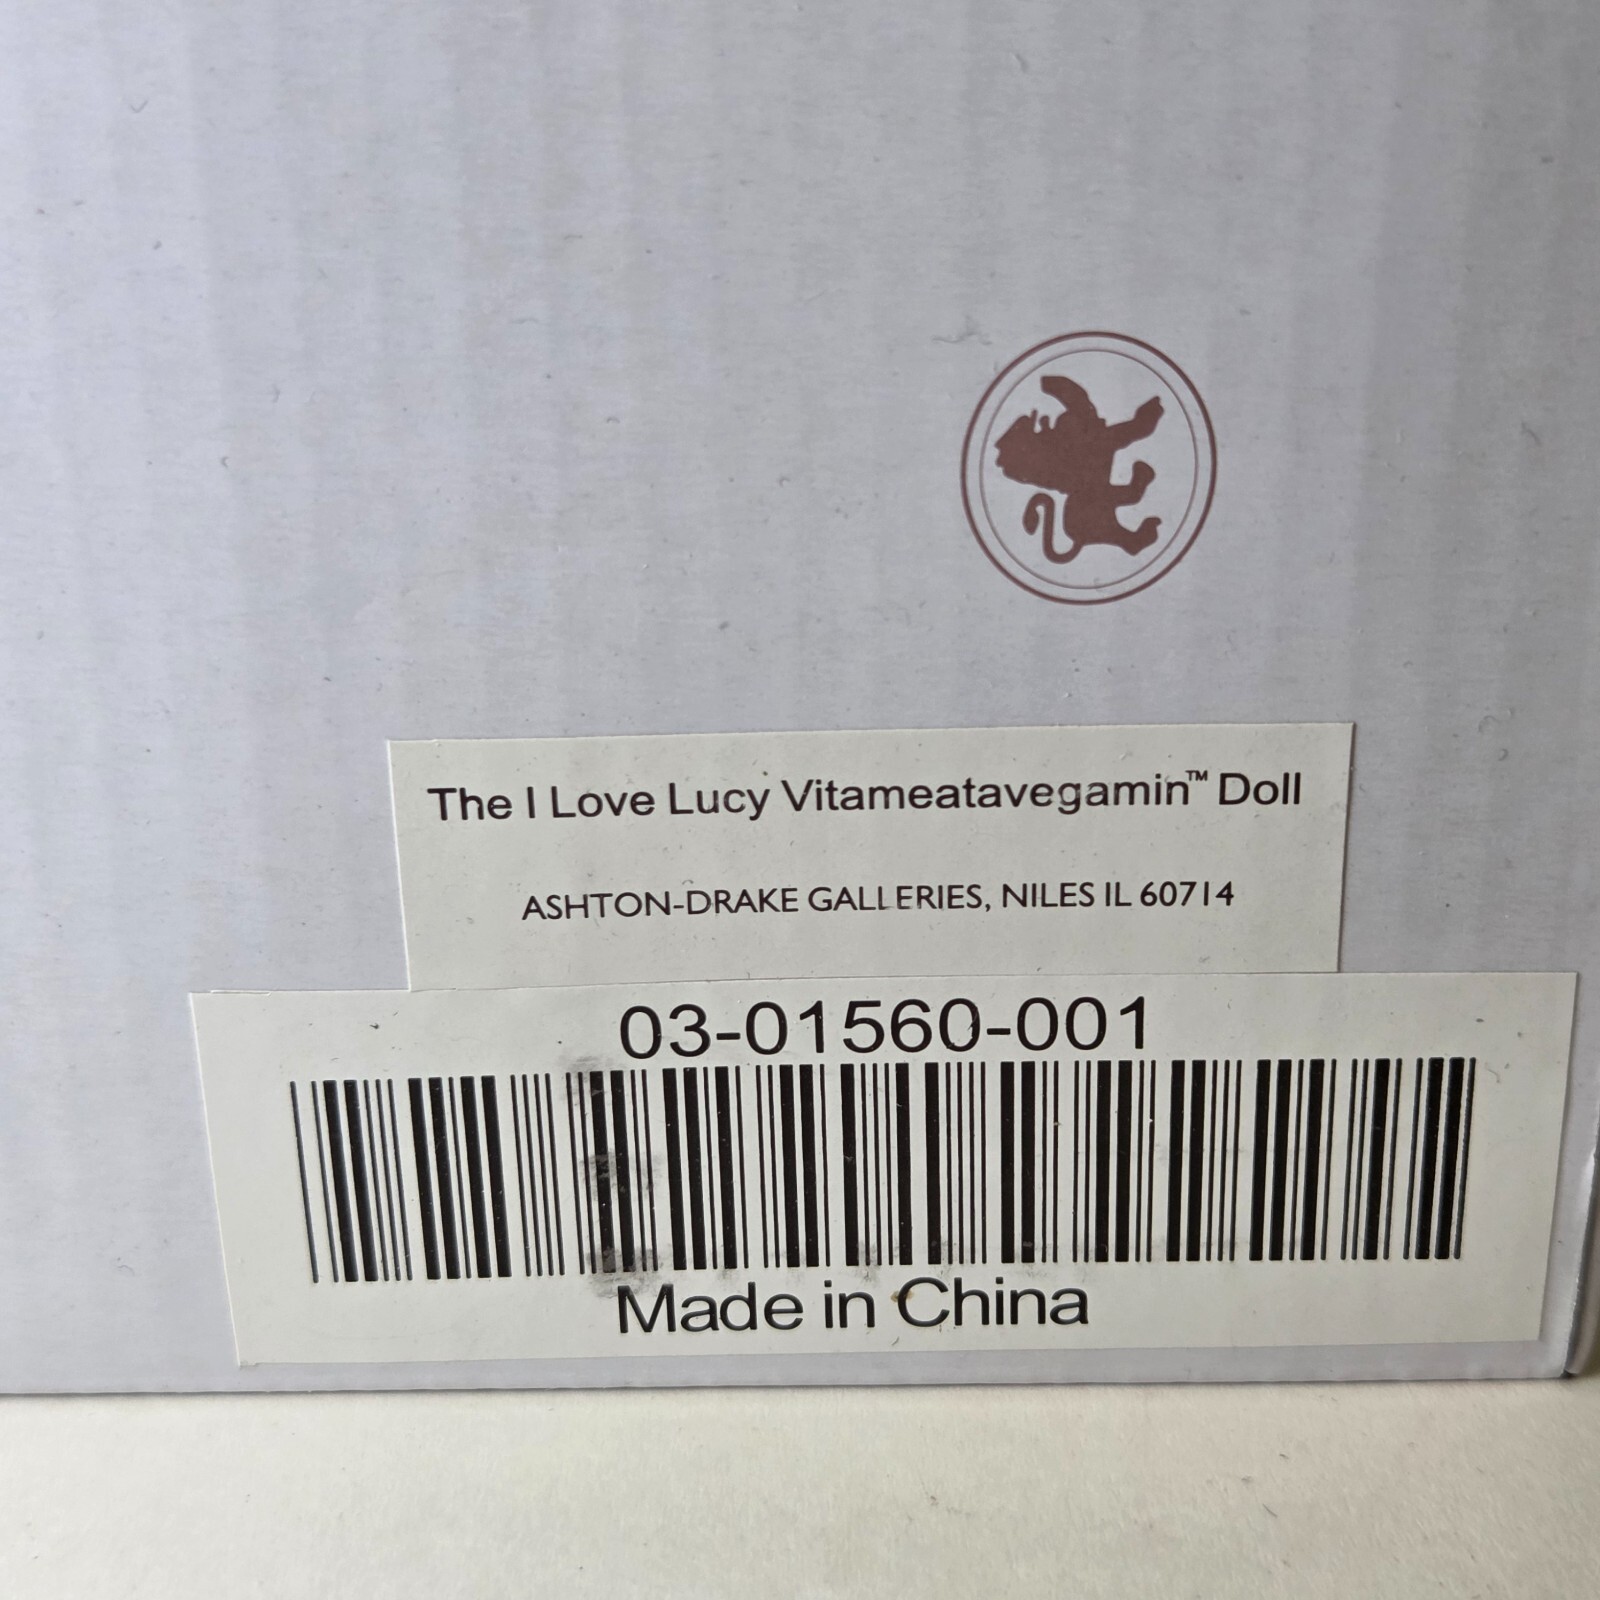 The I Love Lucy Vitameatavegamin™ Doll
ASHTON-DRAKE GALLERIES, NILES IL 60714
03-01560-001
Made in China